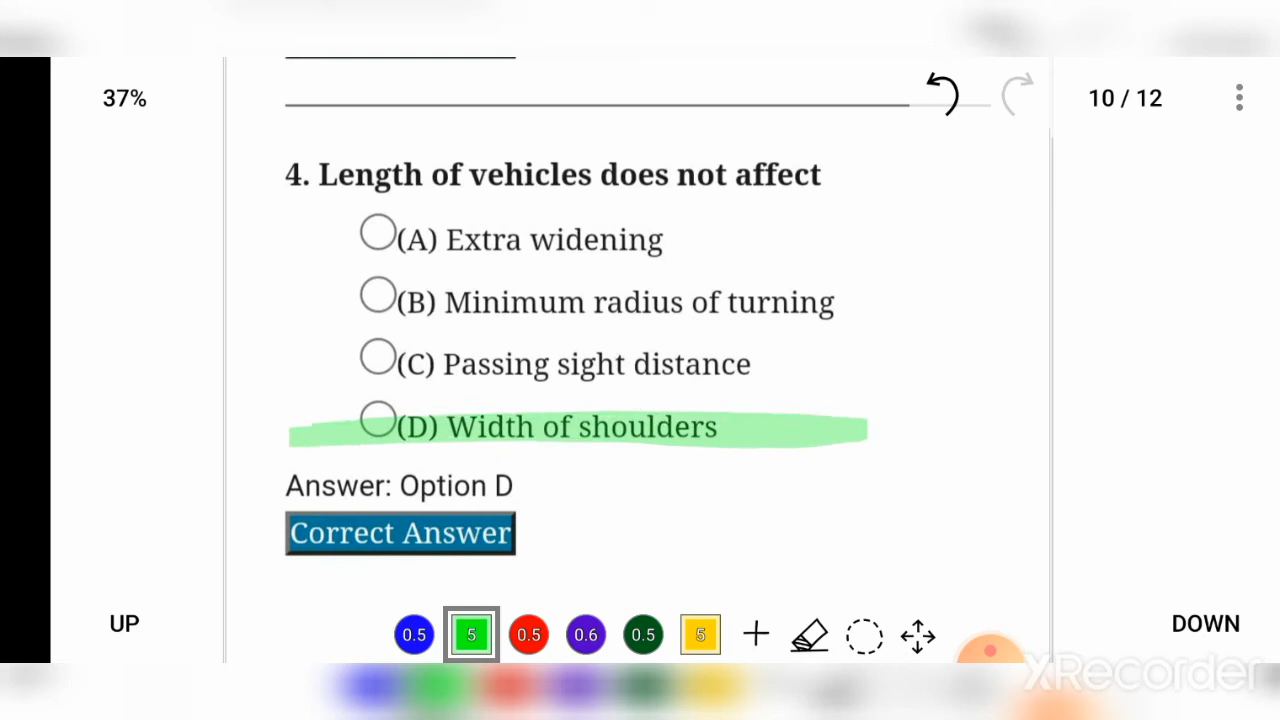 37%
10 / 12
4. Length of vehicles does not affect
(A) Extra widening
(B) Minimum radius of turning
(C) Passing sight distance
(D) Width of shoulders
Answer: Option D
Correct Answer
UP
DOWN
0.5 5 0.5 0.6 0.5 5
XRecorder